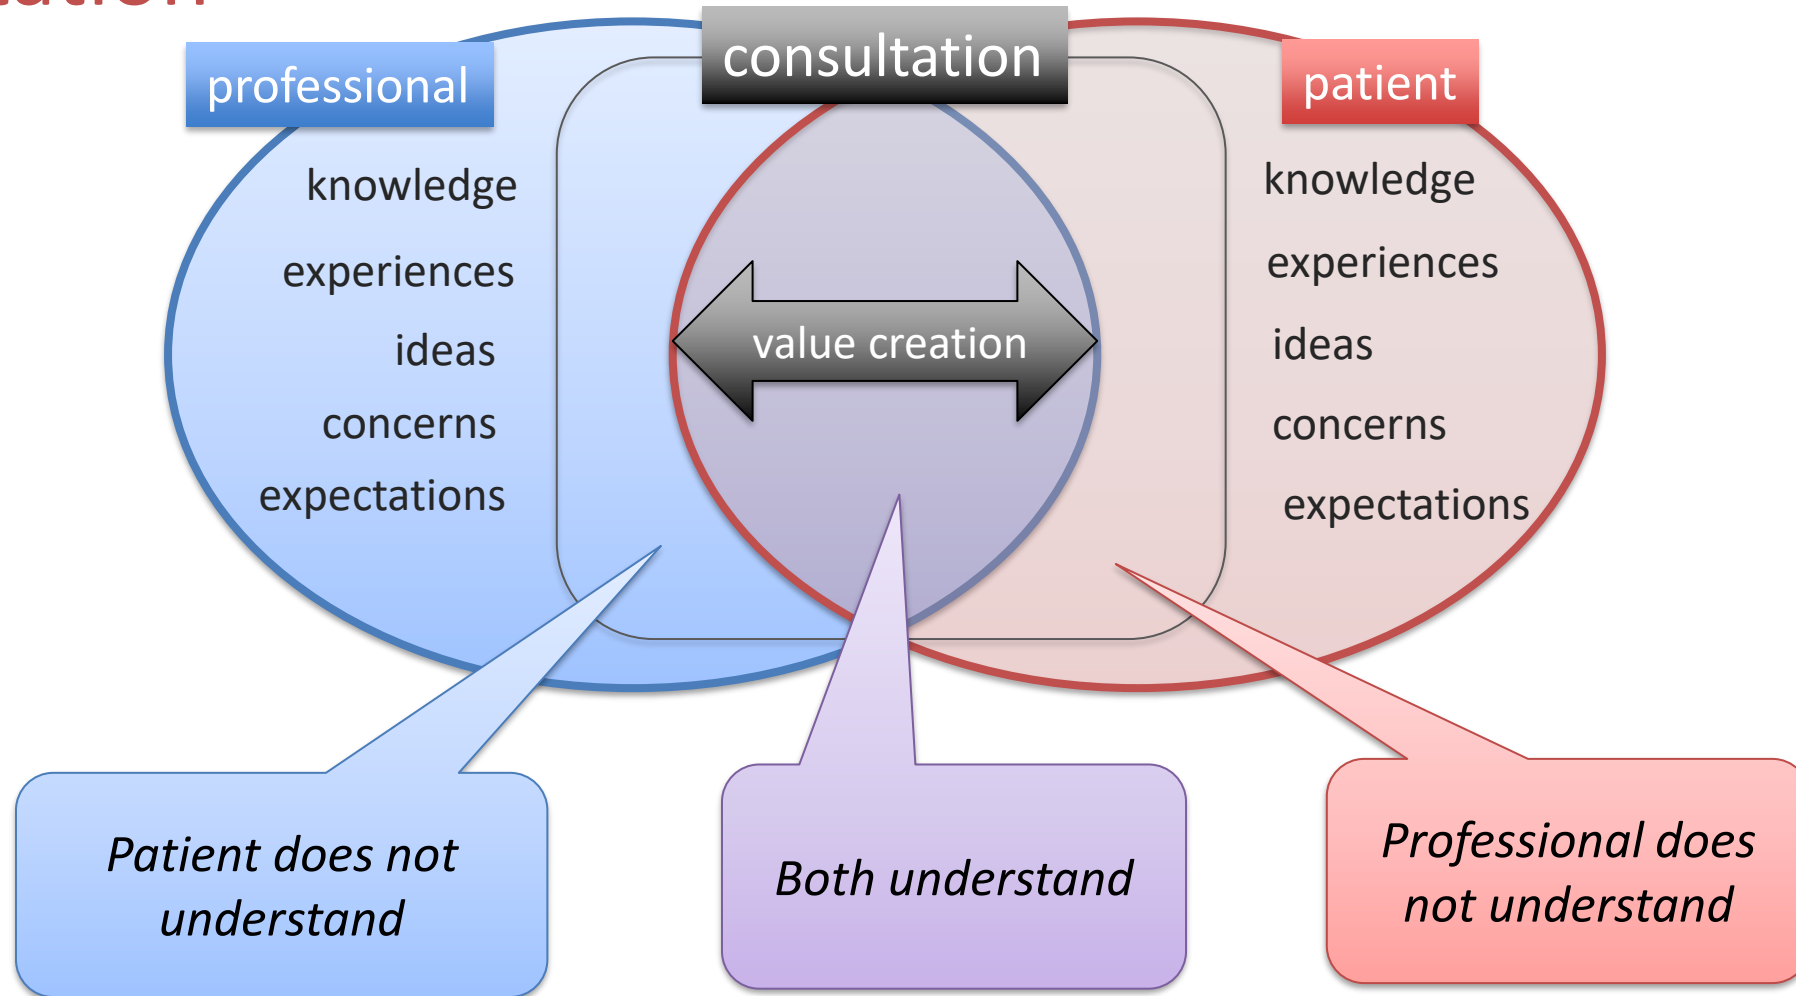 consultation
professional
patient
knowledge
experiences
ideas
concerns
expectations
value creation
knowledge
experiences
ideas
concerns
expectations
Patient does not
understand
Both understand
Professional does
not understand